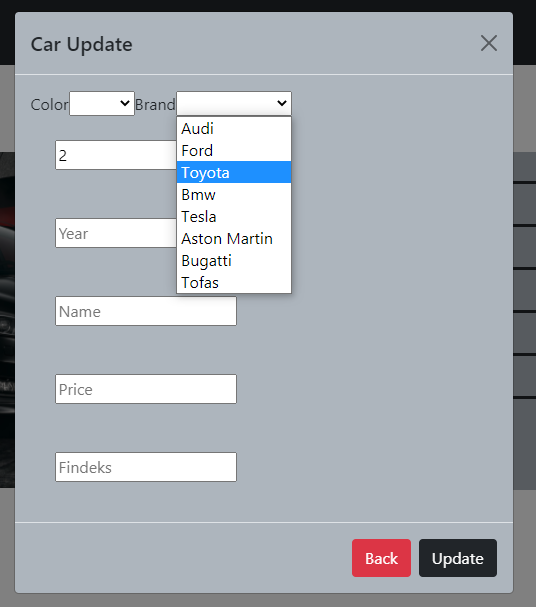 Car Update
Color Brand
Audi
Ford
Toyota
Bmw
Tesla
Aston Martin
Bugatti
Tofas
2
Year
Name
Price
Findeks
Back Update